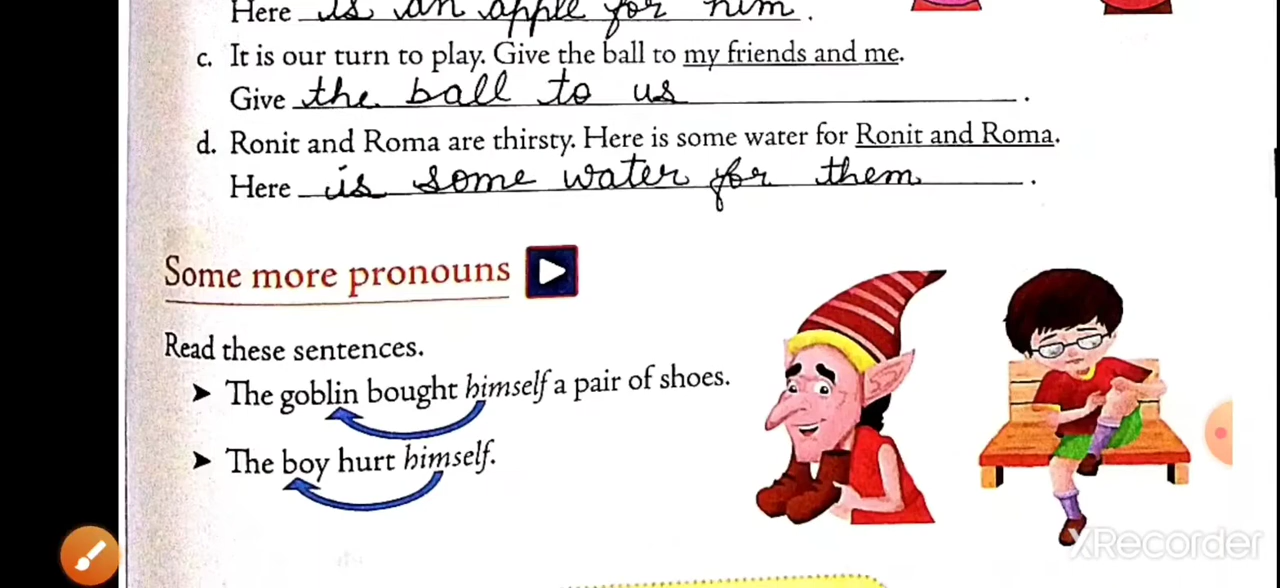 Here is an apple for him.
c. It is our turn to play. Give the ball to my friends and me.
Give the ball to us.
d. Ronit and Roma are thirsty. Here is some water for Ronit and Roma.
Here is some water for them.
Some more pronouns
Read these sentences.
➤ The goblin bought himself a pair of shoes.
➤ The boy hurt himself.
XRecorder